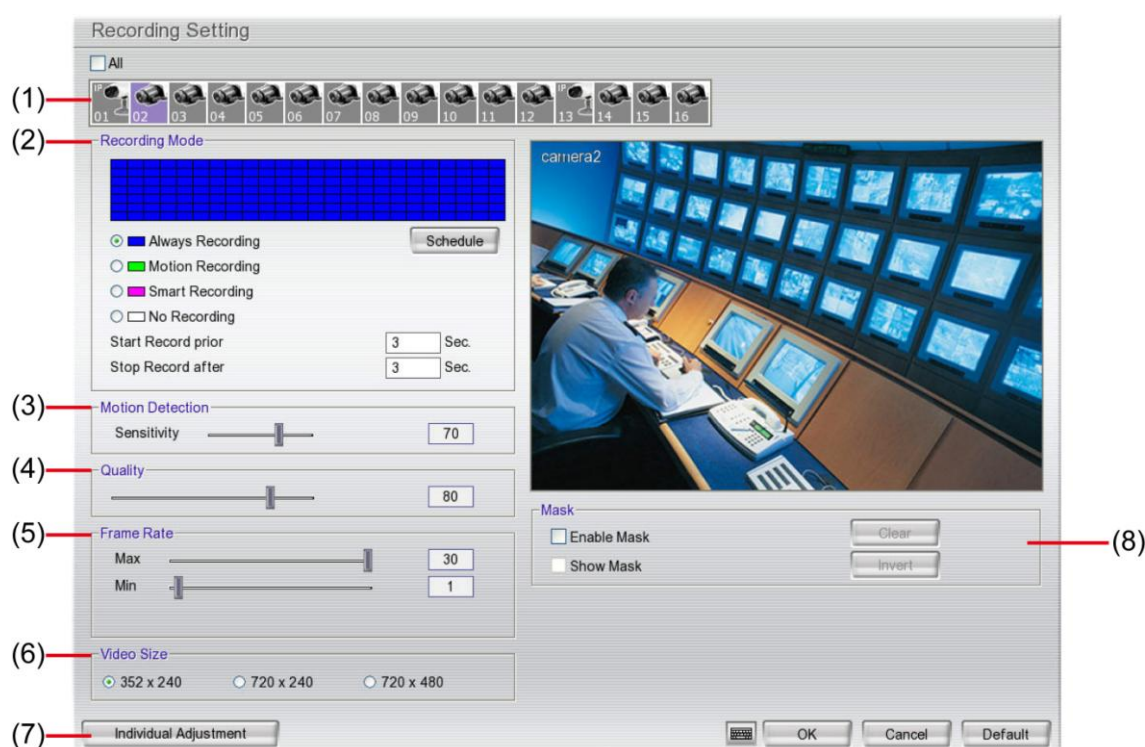 Recording Setting
All
(1)
IP IP
01 02 03 04 05 06 07 08 09 10 11 12 13 14 15 16
(2)
Recording Mode
Always Recording
Schedule
Motion Recording
Smart Recording
No Recording
Start Record prior 3 Sec.
Stop Record after 3 Sec.
camera2
(3)
Motion Detection
Sensitivity 70
(4)
Quality
80
(5)
Frame Rate
Max 30
Min 1
Mask
Enable Mask Clear
Show Mask Invert
(8)
(6)
Video Size
352 x 240 720 x 240 720 x 480
(7)
Individual Adjustment
OK Cancel Default